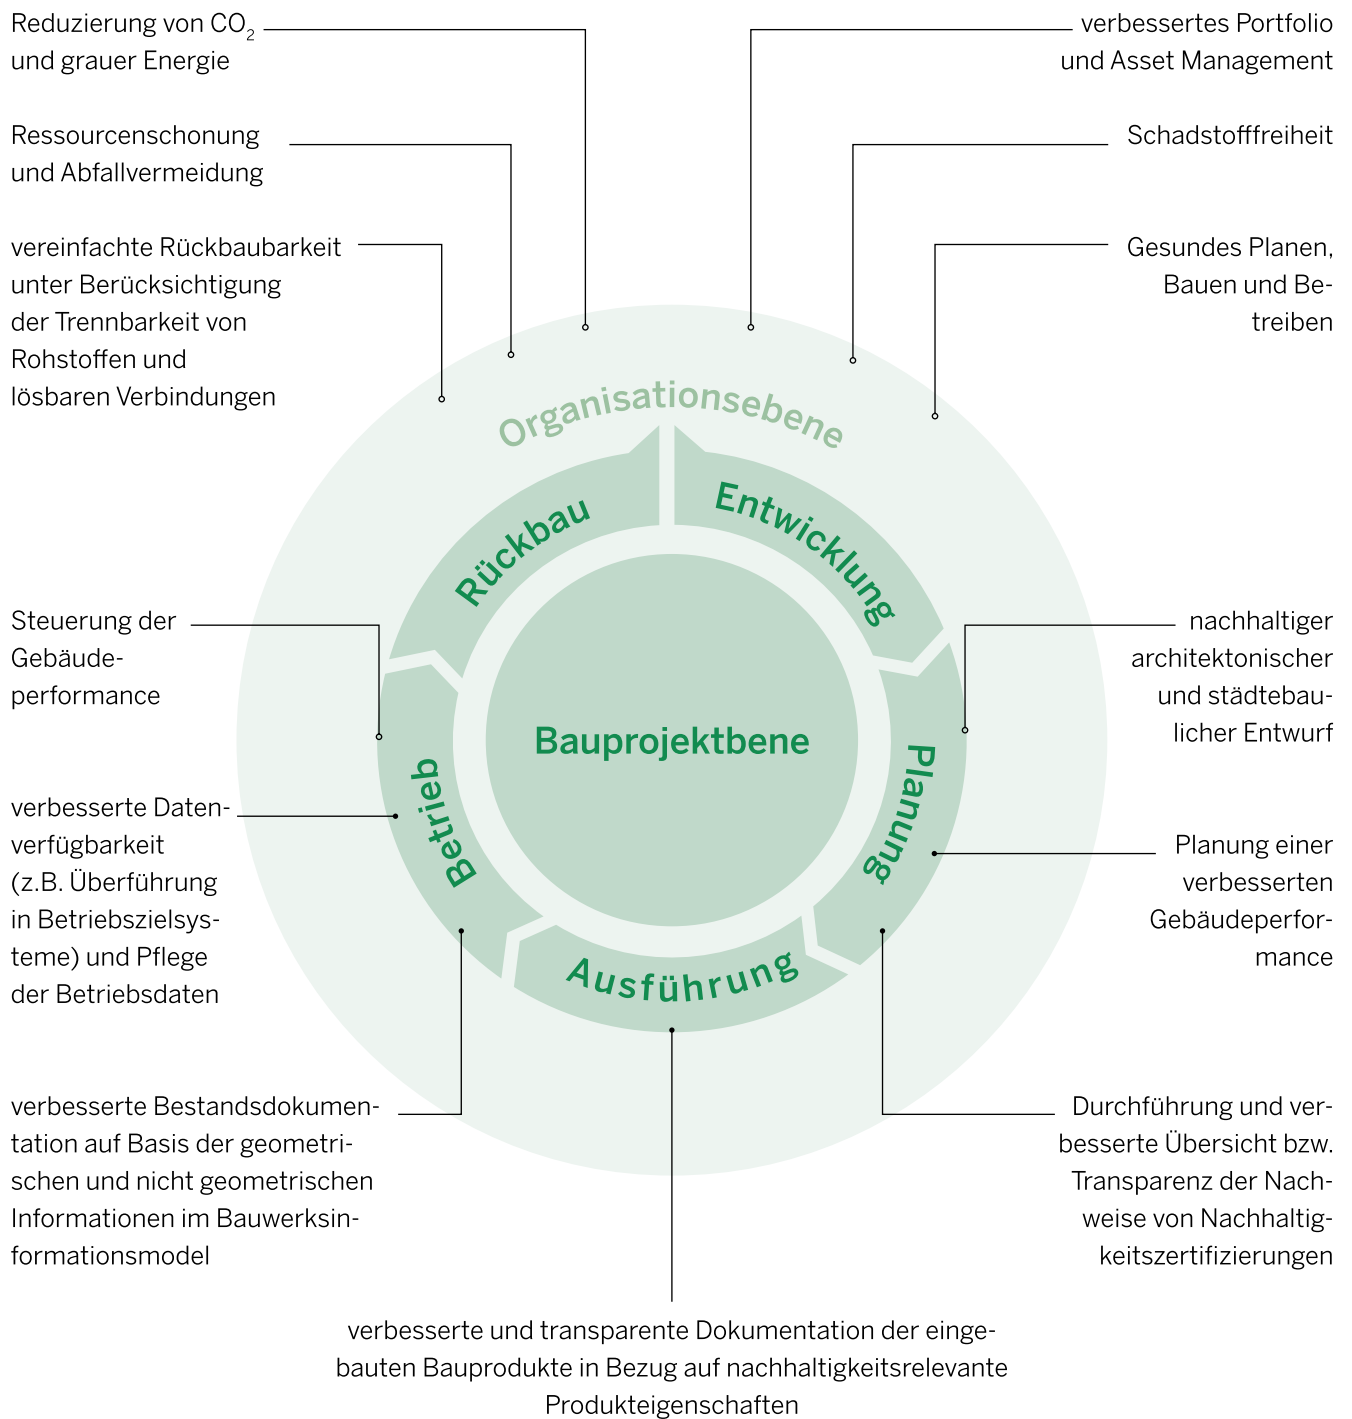 Reduzierung von CO2
und grauer Energie
Ressourcenschonung
und Abfallvermeidung
vereinfachte Rückbaubarkeit
unter Berücksichtigung
der Trennbarkeit von
Rohstoffen und
lösbaren Verbindungen
verbessertes Portfolio
und Asset Management
Schadstofffreiheit
Gesundes Planen,
Bauen und Be-
treiben
Organisationsebene
Rückbau
Entwicklung
Planung
Ausführung
Betrieb
Bauprojektbene
Steuerung der
Gebäude-
performance
verbesserte Daten-
verfügbarkeit
(z.B. Überführung
in Betriebszielsys-
teme) und Pflege
der Betriebsdaten
verbesserte Bestandsdokumen-
tation auf Basis der geometri-
schen und nicht geometrischen
Informationen im Bauwerksin-
formationsmodel
nachhaltiger
architektonischer
und städtebau-
licher Entwurf
Planung einer
verbesserten
Gebäudeperfor-
mance
Durchführung und ver-
besserte Übersicht bzw.
Transparenz der Nach-
weise von Nachhaltig-
keitszertifizierungen
verbesserte und transparente Dokumentation der einge-
bauten Bauprodukte in Bezug auf nachhaltigkeitsrelevante
Produkteigenschaften